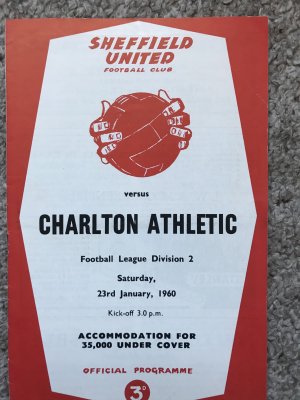 SHEFFIELD
UNITED
FOOTBALL CLUB
versus
CHARLTON ATHLETIC
Football League Division 2
Saturday,
23rd January, 1960
Kick-off 3.0 p.m.
ACCOMMODATION FOR
35,000 UNDER COVER
OFFICIAL PROGRAMME
3D